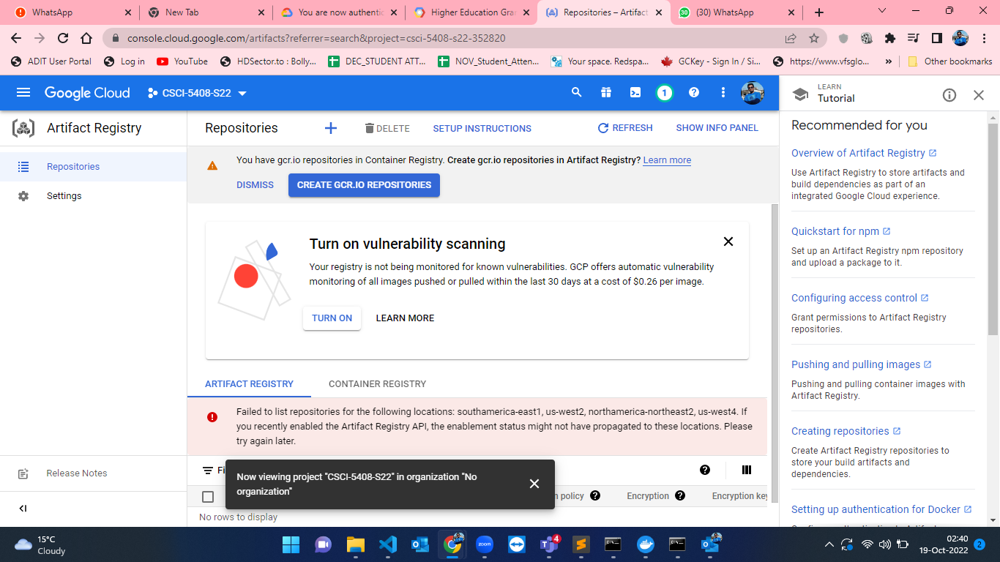 WhatsApp
New Tab
You are now authentic
Higher Education Gran
Repositories – Artifact
(30) WhatsApp
console.cloud.google.com/artifacts?referrer=search&project=csci-5408-s22-352820
ADIT User Portal
Log in
YouTube
HDSector.to : Bolly...
DEC_STUDENT ATT...
NOV_Student_Atten...
Your space. Redspa...
GCKey - Sign In / Si...
https://www.vfsglo...
»
Other bookmarks
Google Cloud
CSCI-5408-S22
1
LEARN
Tutorial
Artifact Registry
Repositories
DELETE
SETUP INSTRUCTIONS
REFRESH
SHOW INFO PANEL
Repositories
Settings
You have gcr.io repositories in Container Registry. Create gcr.io repositories in Artifact Registry? Learn more
DISMISS
CREATE GCR.IO REPOSITORIES
Turn on vulnerability scanning
Your registry is not being monitored for known vulnerabilities. GCP offers automatic vulnerability
monitoring of all images pushed or pulled within the last 30 days at a cost of $0.26 per image.
TURN ON
LEARN MORE
ARTIFACT REGISTRY
CONTAINER REGISTRY
Failed to list repositories for the following locations: southamerica-east1, us-west2, northamerica-northeast2, us-west4. If
you recently enabled the Artifact Registry API, the enablement status might not have propagated to these locations. Please
try again later.
Fi
Now viewing project "CSCI-5408-S22" in organization "No
organization"
n policy
Encryption
Encryption key
No rows to display
Release Notes
Recommended for you
Overview of Artifact Registry
Use Artifact Registry to store artifacts and
build dependencies as part of an
integrated Google Cloud experience.
Quickstart for npm
Set up an Artifact Registry npm repository
and upload a package to it.
Configuring access control
Grant permissions to Artifact Registry
repositories.
Pushing and pulling images
Pushing and pulling container images with
Artifact Registry.
Creating repositories
Create Artifact Registry repositories to
store your build artifacts and
dependencies.
Setting up authentication for Docker
15°C
Cloudy
zoom
4
02:40
19-Oct-2022
2